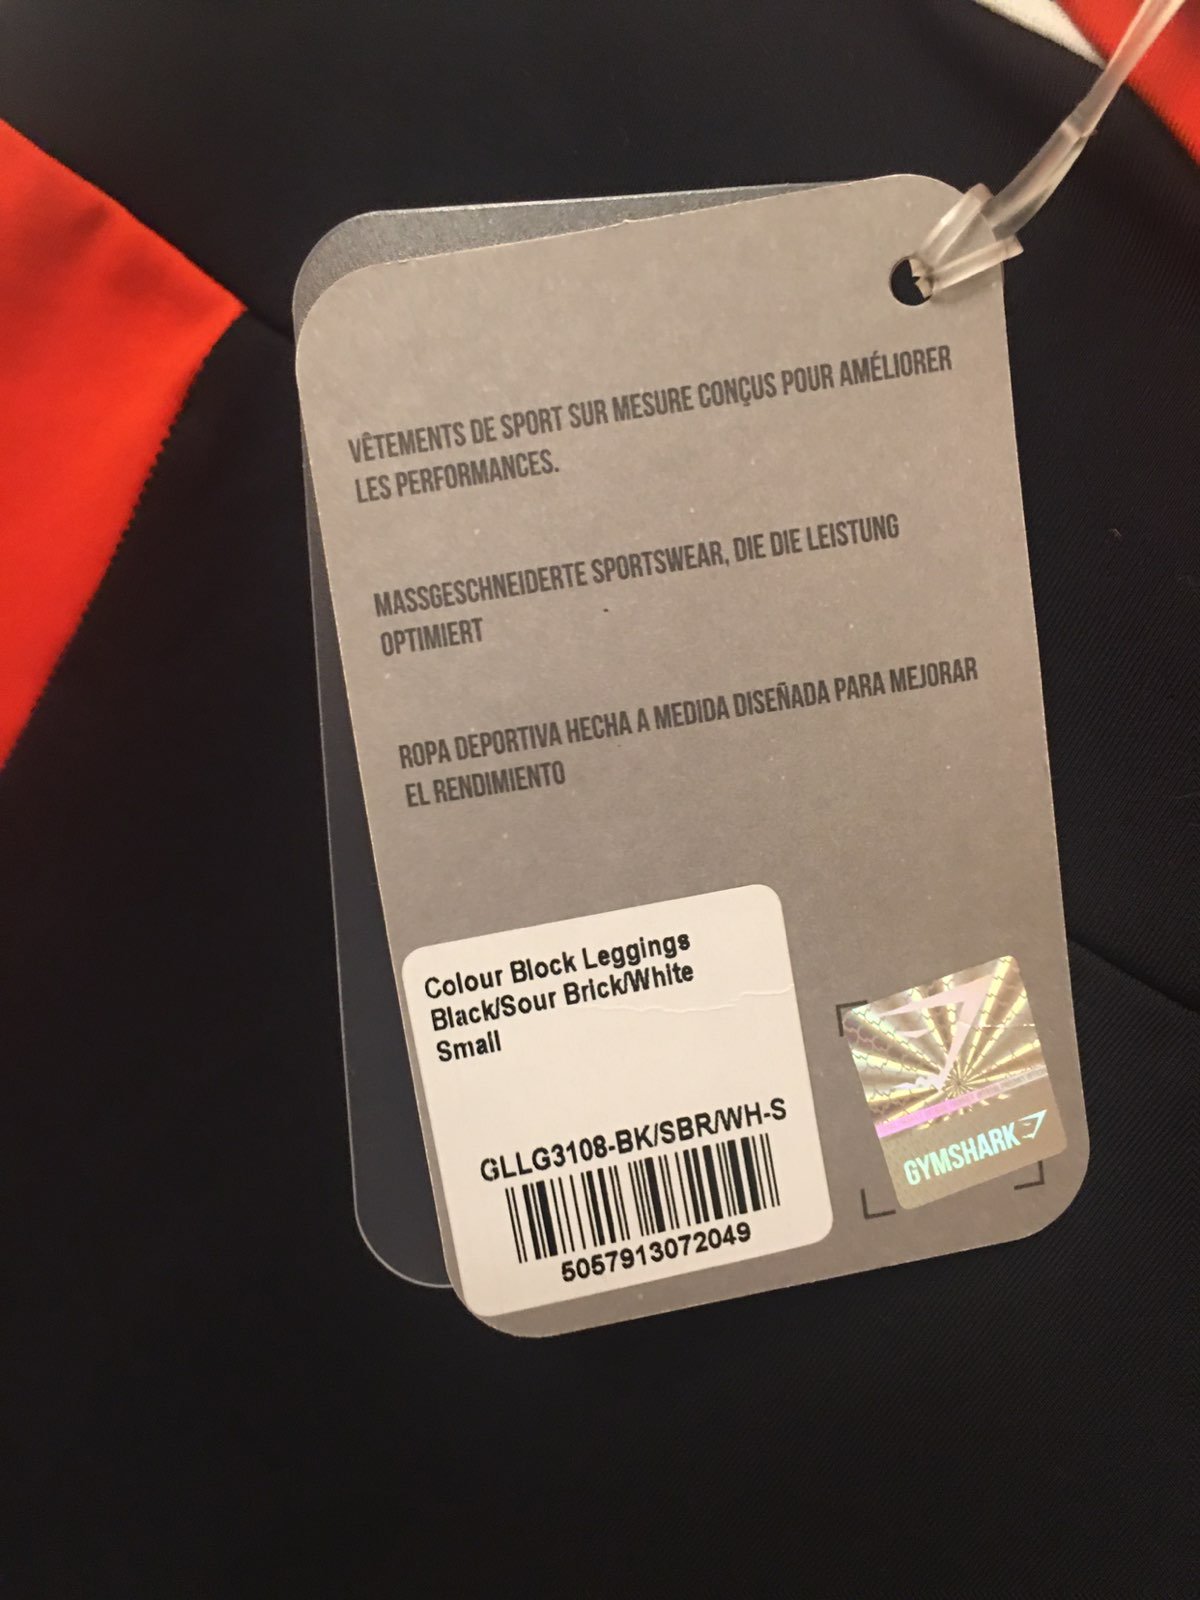 VÊTEMENTS DE SPORT SUR MESURE CONÇUS POUR AMÉLIORER
LES PERFORMANCES.
MASSGESCHNEIDERTE SPORTSWEAR, DIE DIE LEISTUNG
OPTIMIERT
ROPA DEPORTIVA HECHA A MEDIDA DISEÑADA PARA MEJORAR
EL RENDIMIENTO
Colour Block Leggings
Black/Sour Brick/White
Small
GLLG3108-BK/SBR/WH-S
5057913072049
GYMSHARK